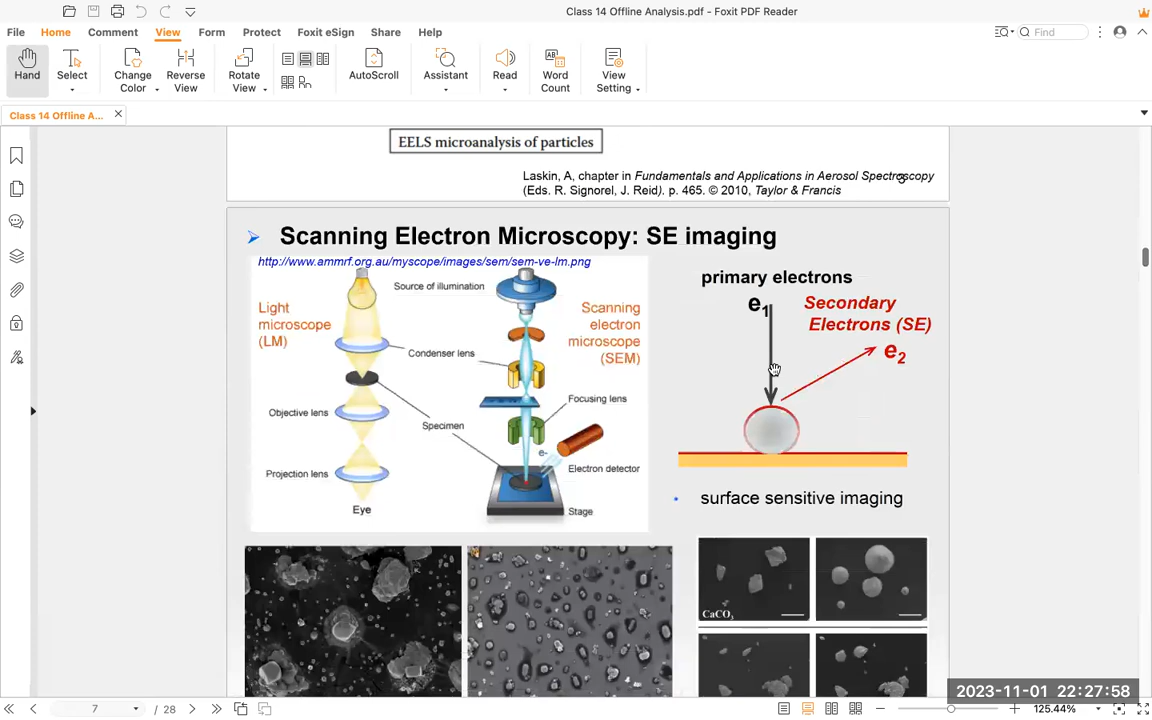 Class 14 Offline Analysis.pdf - Foxit PDF Reader
File Home Comment View Form Protect Foxit eSign Share Help
Find
Hand
Select
Change Color
Reverse View
Rotate View
AutoScroll
Assistant
Read
Word Count
View Setting
Class 14 Offline A...
EELS microanalysis of particles
Laskin, A, chapter in Fundamentals and Applications in Aerosol Spectroscopy
(Eds. R. Signorel, J. Reid). p. 465. © 2010, Taylor & Francis
3
Scanning Electron Microscopy: SE imaging
http://www.ammrf.org.au/myscope/images/sem/sem-ve-lm.png
Light
microscope
(LM)
Source of illumination
Scanning
electron
microscope
(SEM)
Condenser lens
Focusing lens
Objective lens
Specimen
e-
Electron detector
Projection lens
Eye
Stage
primary electrons
e1
Secondary
Electrons (SE)
e2
• surface sensitive imaging
CaCO3
2023-11-01 22:27:58
7 / 28
125.44%